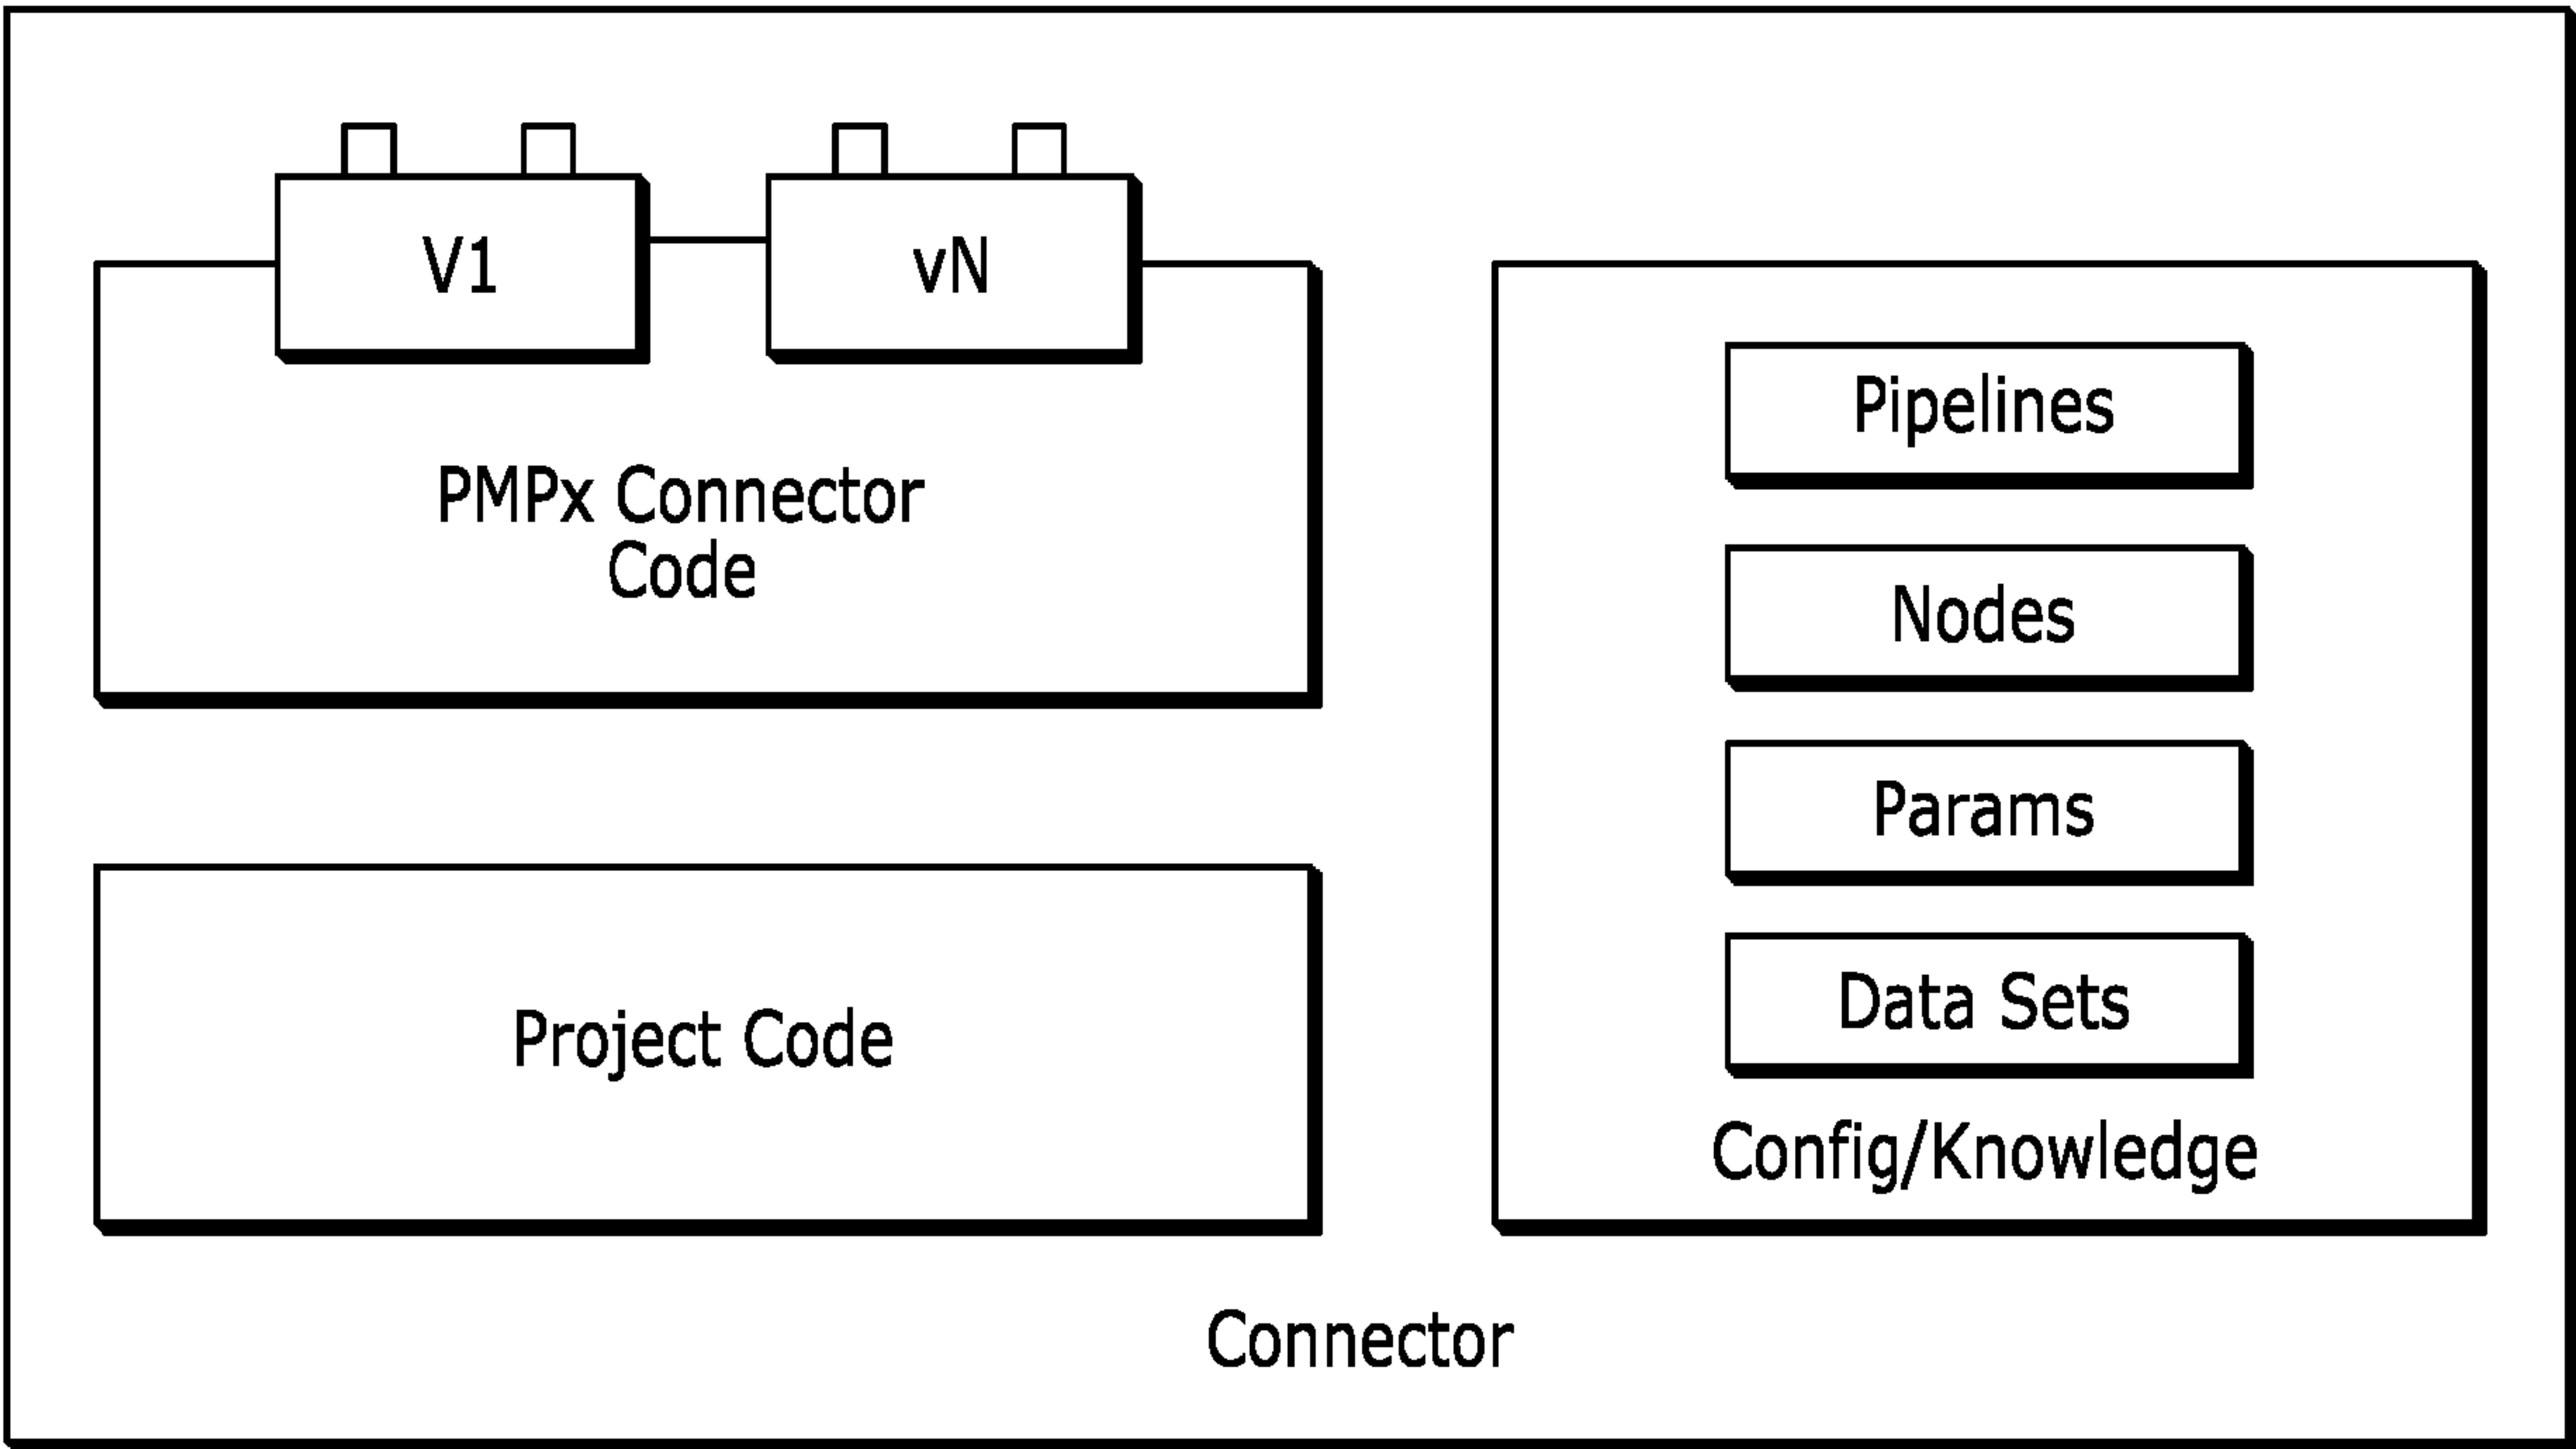 V1
vN
PMPx Connector
Code
Project Code
Pipelines
Nodes
Params
Data Sets
Config/Knowledge
Connector